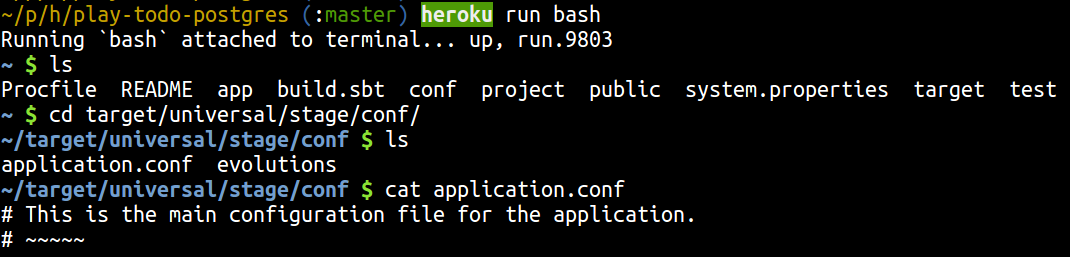 ~/p/h/play-todo-postgres (:master) heroku run bash
Running `bash` attached to terminal... up, run.9803
~ $ ls
Procfile  README  app  build.sbt  conf  project  public  system.properties  target  test
~ $ cd target/universal/stage/conf/
~/target/universal/stage/conf $ ls
application.conf  evolutions
~/target/universal/stage/conf $ cat application.conf
# This is the main configuration file for the application.
# ~~~~~